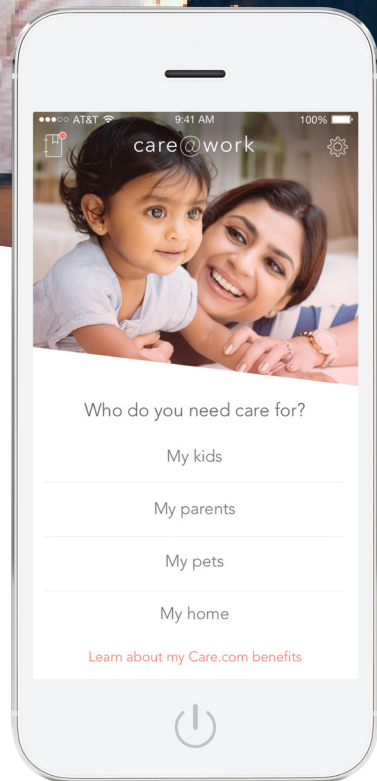 AT&T 9:41 AM 100%
care@work
Who do you need care for?
My kids
My parents
My pets
My home
Learn about my Care.com benefits